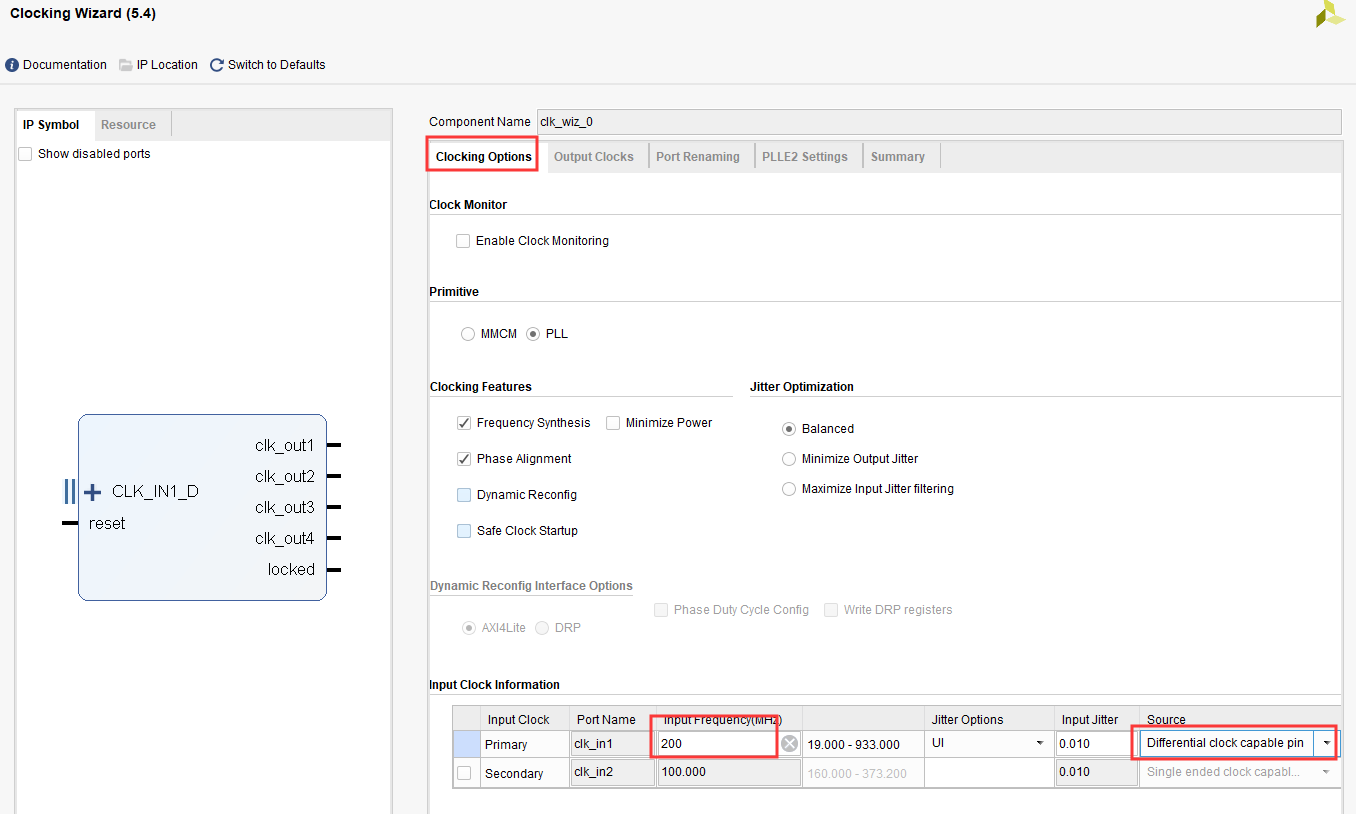 Clocking Wizard (5.4)
Documentation IP Location Switch to Defaults
IP Symbol Resource
Show disabled ports
CLK_IN1_D
reset
clk_out1
clk_out2
clk_out3
clk_out4
locked
Component Name clk_wiz_0
Clocking Options Output Clocks Port Renaming PLLE2 Settings Summary
Clock Monitor
Enable Clock Monitoring
Primitive
MMCM PLL
Clocking Features
Frequency Synthesis Minimize Power
Phase Alignment
Dynamic Reconfig
Safe Clock Startup
Jitter Optimization
Balanced
Minimize Output Jitter
Maximize Input Jitter filtering
Dynamic Reconfig Interface Options
AXI4Lite DRP
Phase Duty Cycle Config Write DRP registers
Input Clock Information
Input Clock Port Name Input Frequency(MHz) Jitter Options Input Jitter Source
Primary clk_in1 200 19.000 - 933.000 UI 0.010 Differential clock capable pin
Secondary clk_in2 100.000 160.000 - 373.200 0.010 Single ended clock capabl...